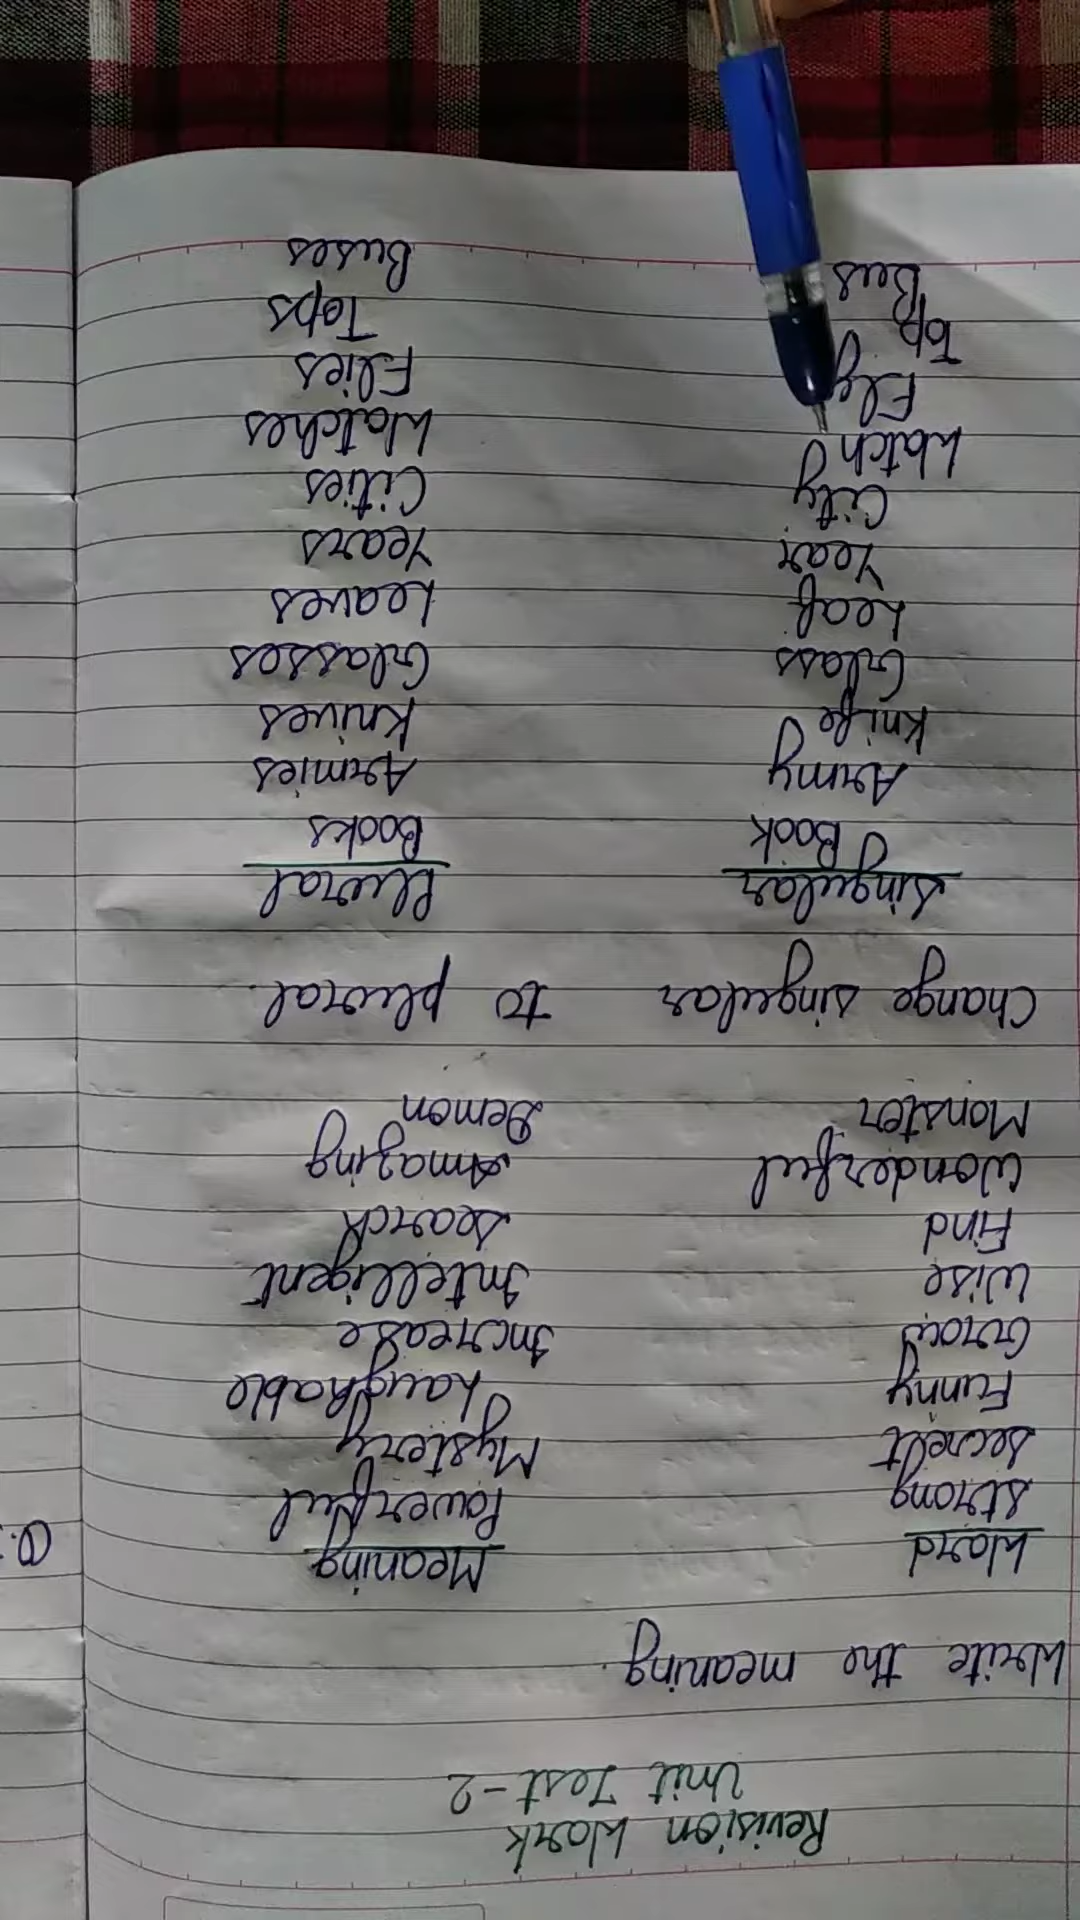 Revision Work
Unit Test-2
Write the meaning.
Word Meaning
Strong Powerful
Secret Mystery
Funny Laughable
Grow Increase
Wise Intelligent
Find Search
Wonderful Amazing
Monster Demon
Change singular to plural.
Singular Plural
Book Books
Army Armies
Knife Knives
Glass Glasses
Leaf Leaves
Year Years
City Cities
Watch Watches
Fly Flies
Top Tops
Bus Buses